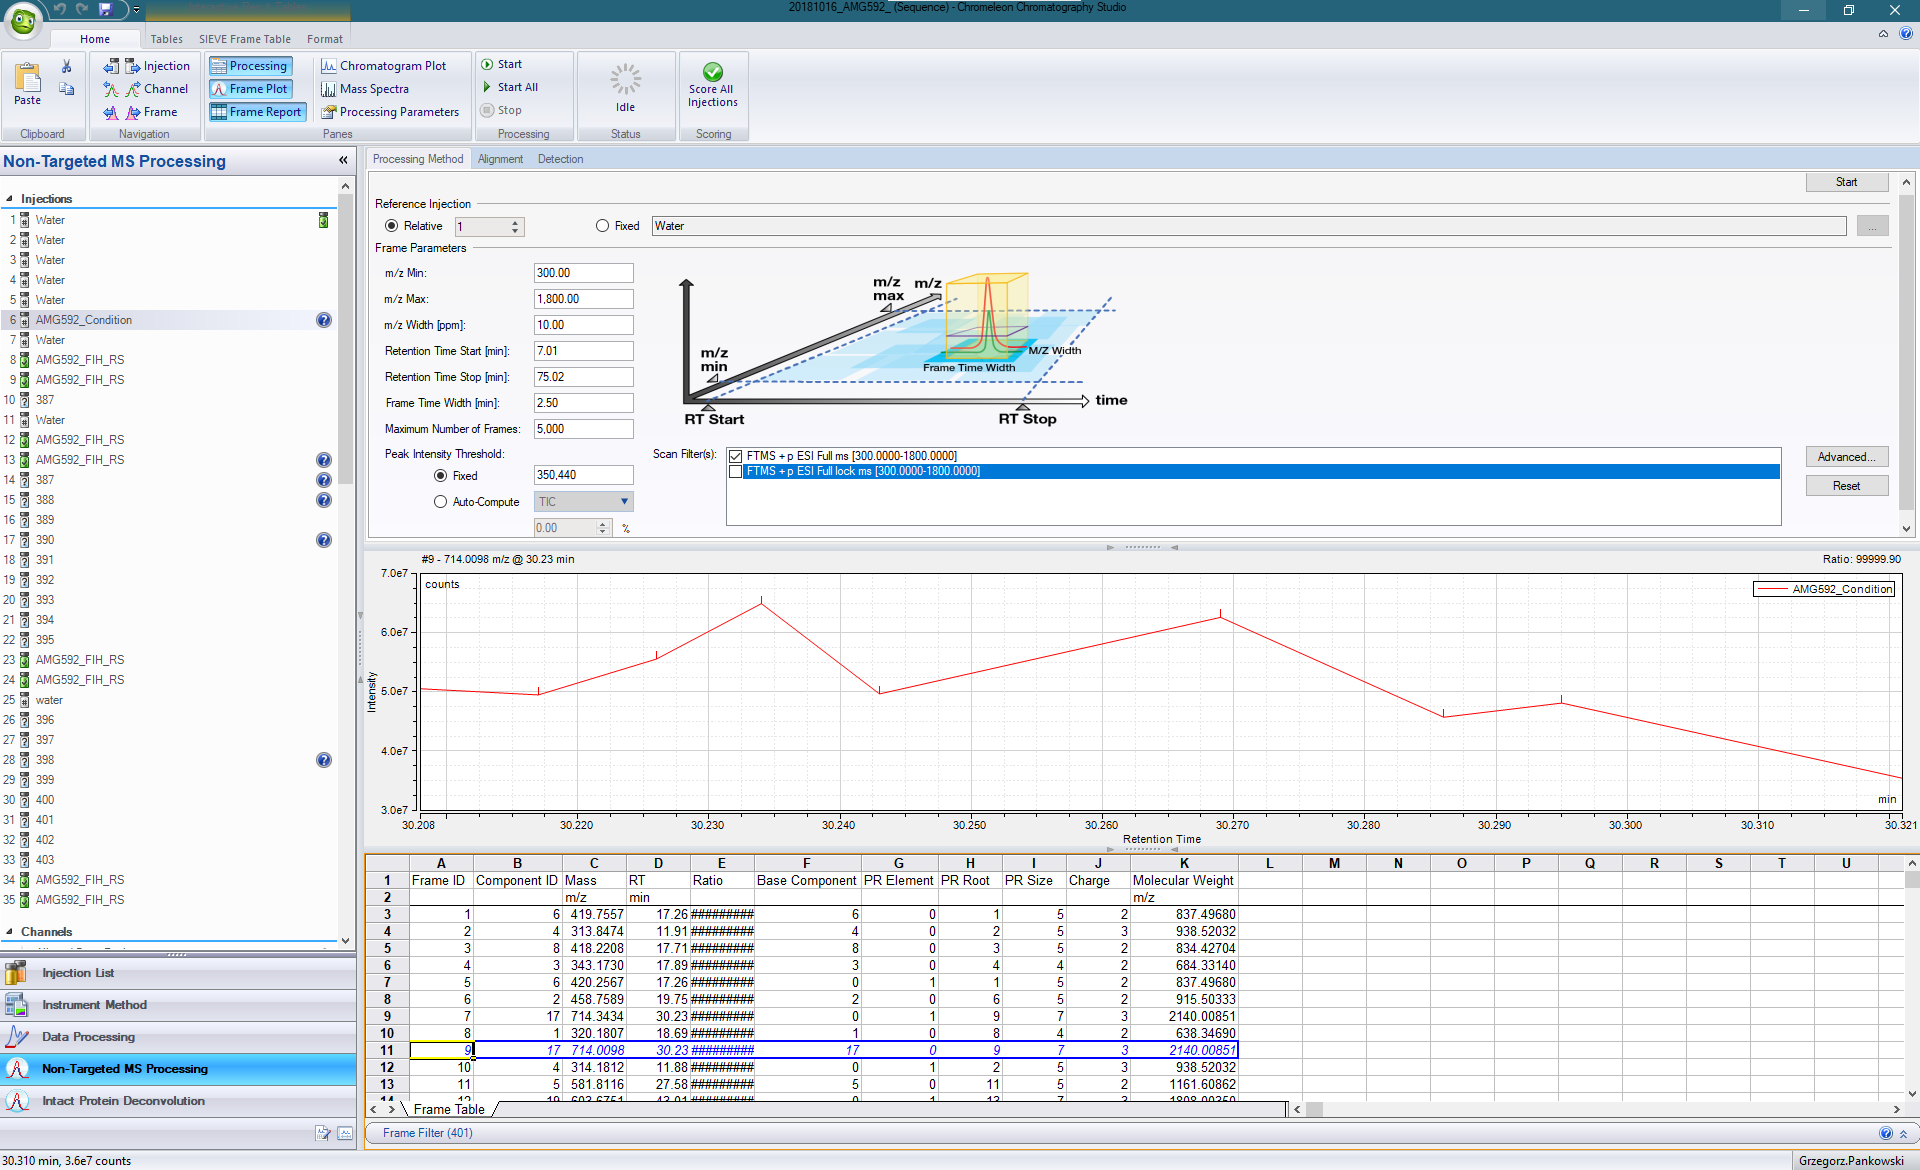 20181016_AMG592_ (Sequence) - Chromeleon Chromatography Studio
Home Tables SIEVE Frame Table Format
Paste
Clipboard
Injection
Channel
Frame
Navigation
Processing
Frame Plot
Frame Report
Chromatogram Plot
Mass Spectra
Processing Parameters
Panes
Start
Start All
Stop
Processing
Idle
Status
Score All
Injections
Scoring
Non-Targeted MS Processing «
Injections
1 Water
2 Water
3 Water
4 Water
5 Water
6 AMG592_Condition
7 Water
8 AMG592_FIH_RS
9 AMG592_FIH_RS
10 387
11 Water
12 AMG592_FIH_RS
13 AMG592_FIH_RS
14 387
15 388
16 389
17 390
18 391
19 392
20 393
21 394
22 395
23 AMG592_FIH_RS
24 AMG592_FIH_RS
25 water
26 396
27 397
28 398
29 399
30 400
31 401
32 402
33 403
34 AMG592_FIH_RS
35 AMG592_FIH_RS
Channels
Injection List
Instrument Method
Data Processing
Non-Targeted MS Processing
Intact Protein Deconvolution
Processing Method Alignment Detection
Start
Reference Injection
Relative 1 Fixed Water ...
Frame Parameters
m/z Min: 300.00
m/z Max: 1,800.00
m/z Width [ppm]: 10.00
Retention Time Start [min]: 7.01
Retention Time Stop [min]: 75.02
Frame Time Width [min]: 2.50
Maximum Number of Frames: 5,000
Peak Intensity Threshold:
Fixed 350,440
Auto-Compute TIC
0.00 %
m/z
max
m/z
m/z
min
M/Z Width
Frame Time Width
time
RT Start
RT Stop
Scan Filter(s): FTMS + p ESI Full ms [300.0000-1800.0000]
FTMS + p ESI Full lock ms [300.0000-1800.0000]
Advanced...
Reset
#9 - 714.0098 m/z @ 30.23 min Ratio: 99999.90
counts
AMG592_Condition
7.0e7
6.0e7
5.0e7
4.0e7
3.0e7
Intensity
min
30.208 30.220 30.230 30.240 30.250 30.260 30.270 30.280 30.290 30.300 30.310 30.321
Retention Time
A B C D E F G H I J K L M N O P Q R S T U
1 Frame ID Component ID Mass RT Ratio Base Component PR Element PR Root PR Size Charge Molecular Weight
2 m/z min m/z
3 1 6 419.7557 17.26 ######### 6 0 1 5 2 837.49680
4 2 4 313.8474 11.91 ######### 4 0 2 5 3 938.52032
5 3 8 418.2208 17.71 ######### 8 0 3 5 2 834.42704
6 4 3 343.1730 17.89 ######### 3 0 4 4 2 684.33140
7 5 6 420.2567 17.26 ######### 0 1 1 5 2 837.49680
8 6 2 458.7589 19.75 ######### 2 0 6 5 2 915.50333
9 7 17 714.3434 30.23 ######### 0 1 9 7 3 2140.00851
10 8 1 320.1807 18.69 ######### 1 0 8 4 2 638.34690
11 9 17 714.0098 30.23 ######### 17 0 9 7 3 2140.00851
12 10 4 314.1812 11.88 ######### 0 1 2 5 3 938.52032
13 11 5 581.8116 27.58 ######### 5 0 11 5 2 1161.60862
Frame Table
Frame Filter (401)
30.310 min, 3.6e7 counts
Grzegorz.Pankowski